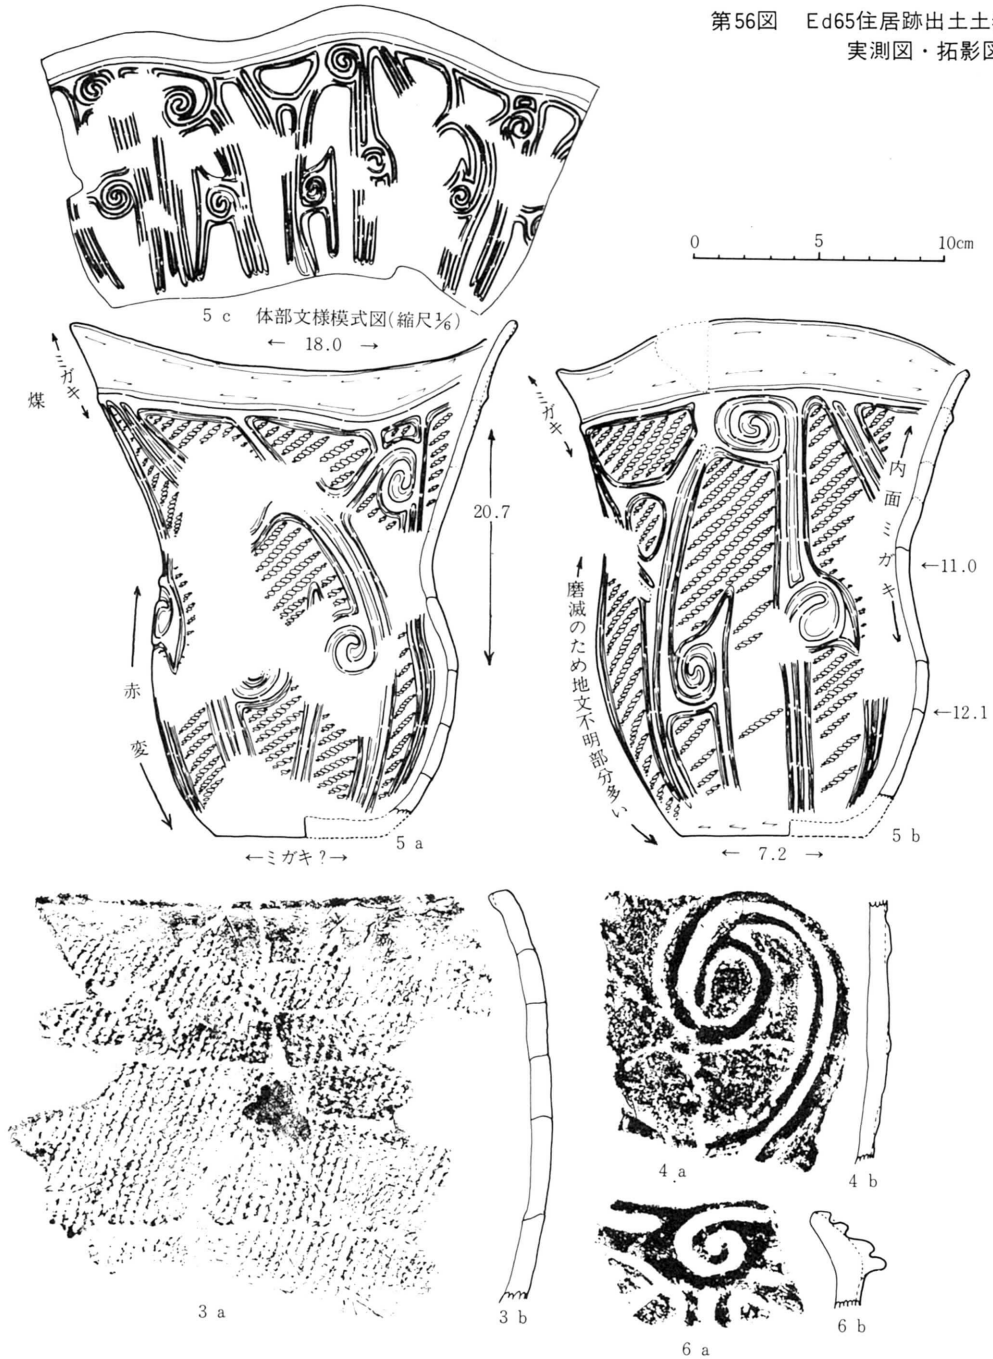 第56図 Ed65住居跡出土土
実測図・拓影図
0 5 10cm
5 c 体部文様模式図(縮尺1/6)
← 18.0 →
ミガキ
煤
20.7
赤変
5 a
←ミガキ?→
ミガキ
内面ミガキ
←11.0
磨滅のため地文不明部分多い
←12.1
5 b
← 7.2 →
3 a
3 b
4 a
4 b
6 a
6 b